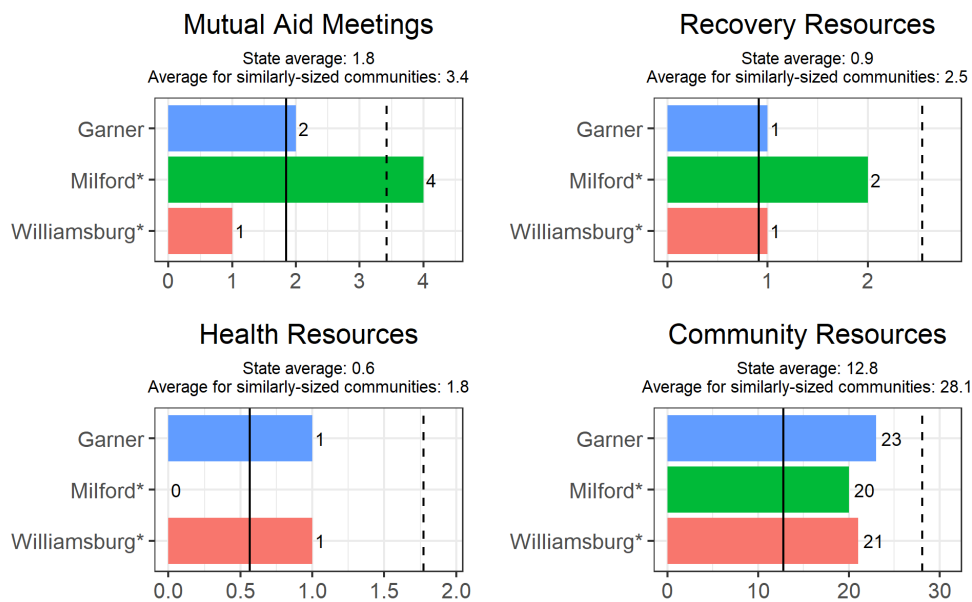 Mutual Aid Meetings
State average: 1.8
Average for similarly-sized communities: 3.4
Garner 2
Milford* 4
Williamsburg* 1
0 1 2 3 4
Recovery Resources
State average: 0.9
Average for similarly-sized communities: 2.5
Garner 1
Milford* 2
Williamsburg* 1
0 1 2
Health Resources
State average: 0.6
Average for similarly-sized communities: 1.8
Garner 1
Milford* 0
Williamsburg* 1
0.0 0.5 1.0 1.5 2.0
Community Resources
State average: 12.8
Average for similarly-sized communities: 28.1
Garner 23
Milford* 20
Williamsburg* 21
0 10 20 30